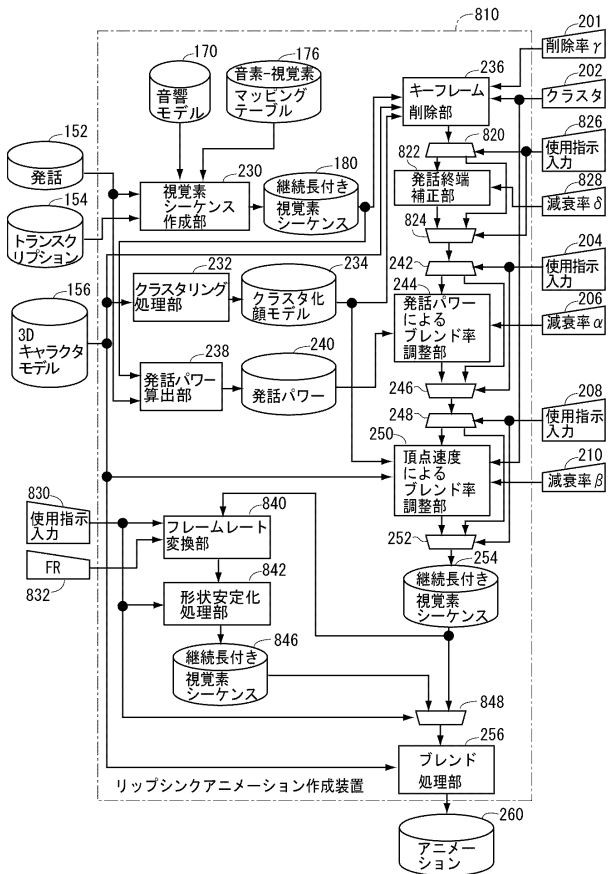 810
201
削除率γ
170
176
236
202
音響
モデル
音素-視覚素
マッピング
テーブル
キーフレーム
削除部
クラスタ
826
152
発話
820
使用指示
入力
822
180
発話終端
補正部
828
減衰率δ
154
トランスク
リプション
230
視覚素
シーケンス
作成部
継続長付き
視覚素
シーケンス
824
204
使用指示
入力
232
234
242
クラスタリング
処理部
クラスタ化
顔モデル
244
156
3D
キャラクタ
モデル
発話パワー
による
ブレンド率
調整部
206
減衰率α
238
240
発話パワー
算出部
発話パワー
246
208
使用指示
入力
248
250
頂点速度
による
ブレンド率
調整部
210
減衰率β
830
使用指示
入力
840
フレームレート
変換部
252
FR
832
254
継続長付き
視覚素
シーケンス
842
形状安定化
処理部
846
継続長付き
視覚素
シーケンス
848
256
ブレンド
処理部
リップシンクアニメーション作成装置
260
アニメー
ション